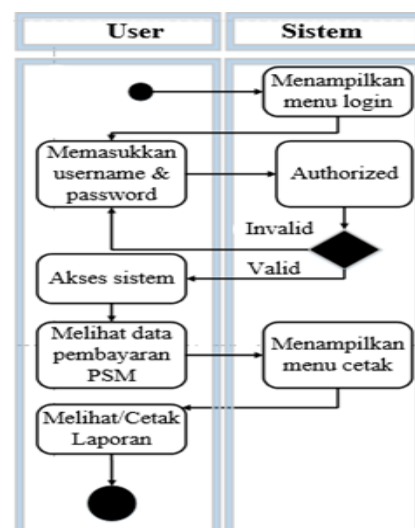 User
Sistem
Menampilkan
menu login
Memasukkan
username &
password
Authorized
Invalid
Valid
Akses sistem
Melihat data
pembayaran
PSM
Menampilkan
menu cetak
Melihat/Cetak
Laporan